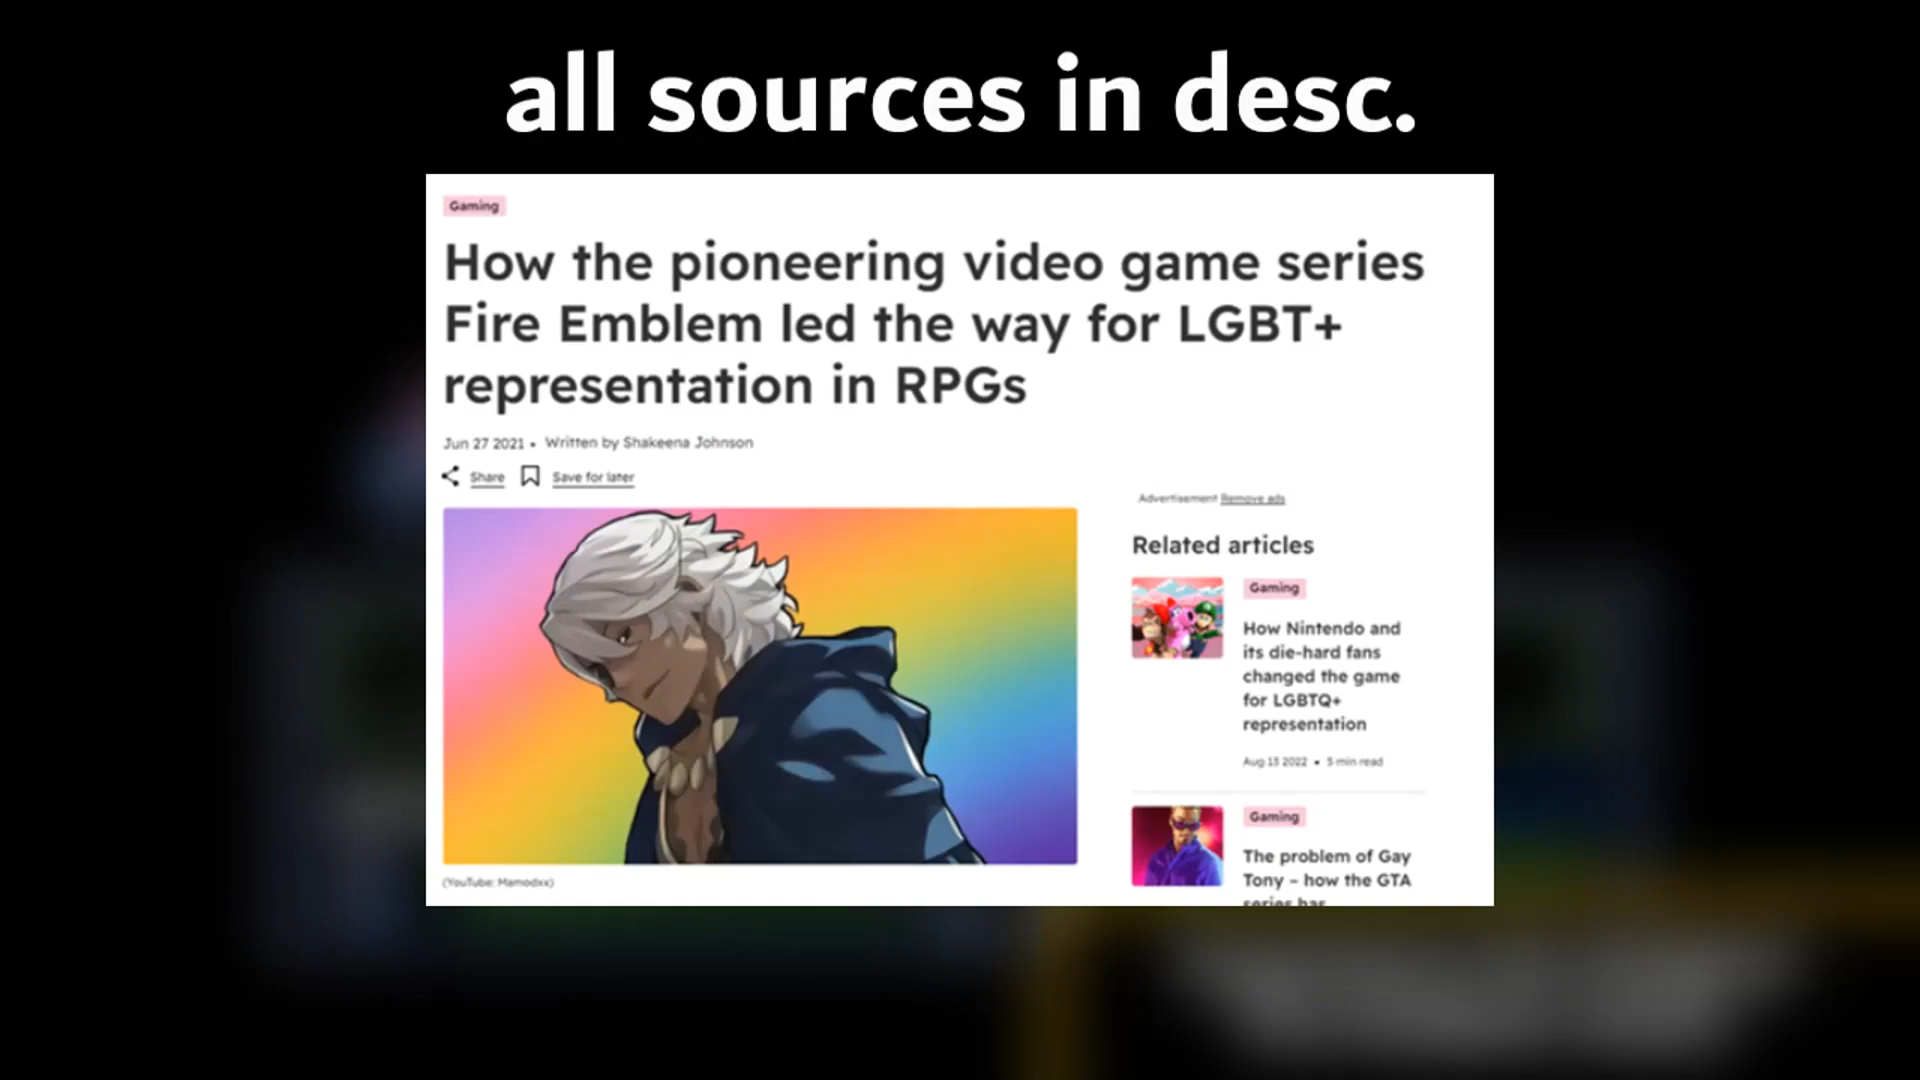 all sources in desc.
Gaming
How the pioneering video game series
Fire Emblem led the way for LGBT+
representation in RPGs
Jun 27 2021 • Written by Shakeena Johnson
Share Save for later
Advertisement Remove ads
Related articles
Gaming
How Nintendo and
its die-hard fans
changed the game
for LGBTQ+
representation
Aug 13 2022 • 5 min read
Gaming
The problem of Gay
Tony – how the GTA
series has
(YouTube: Mamodxx)